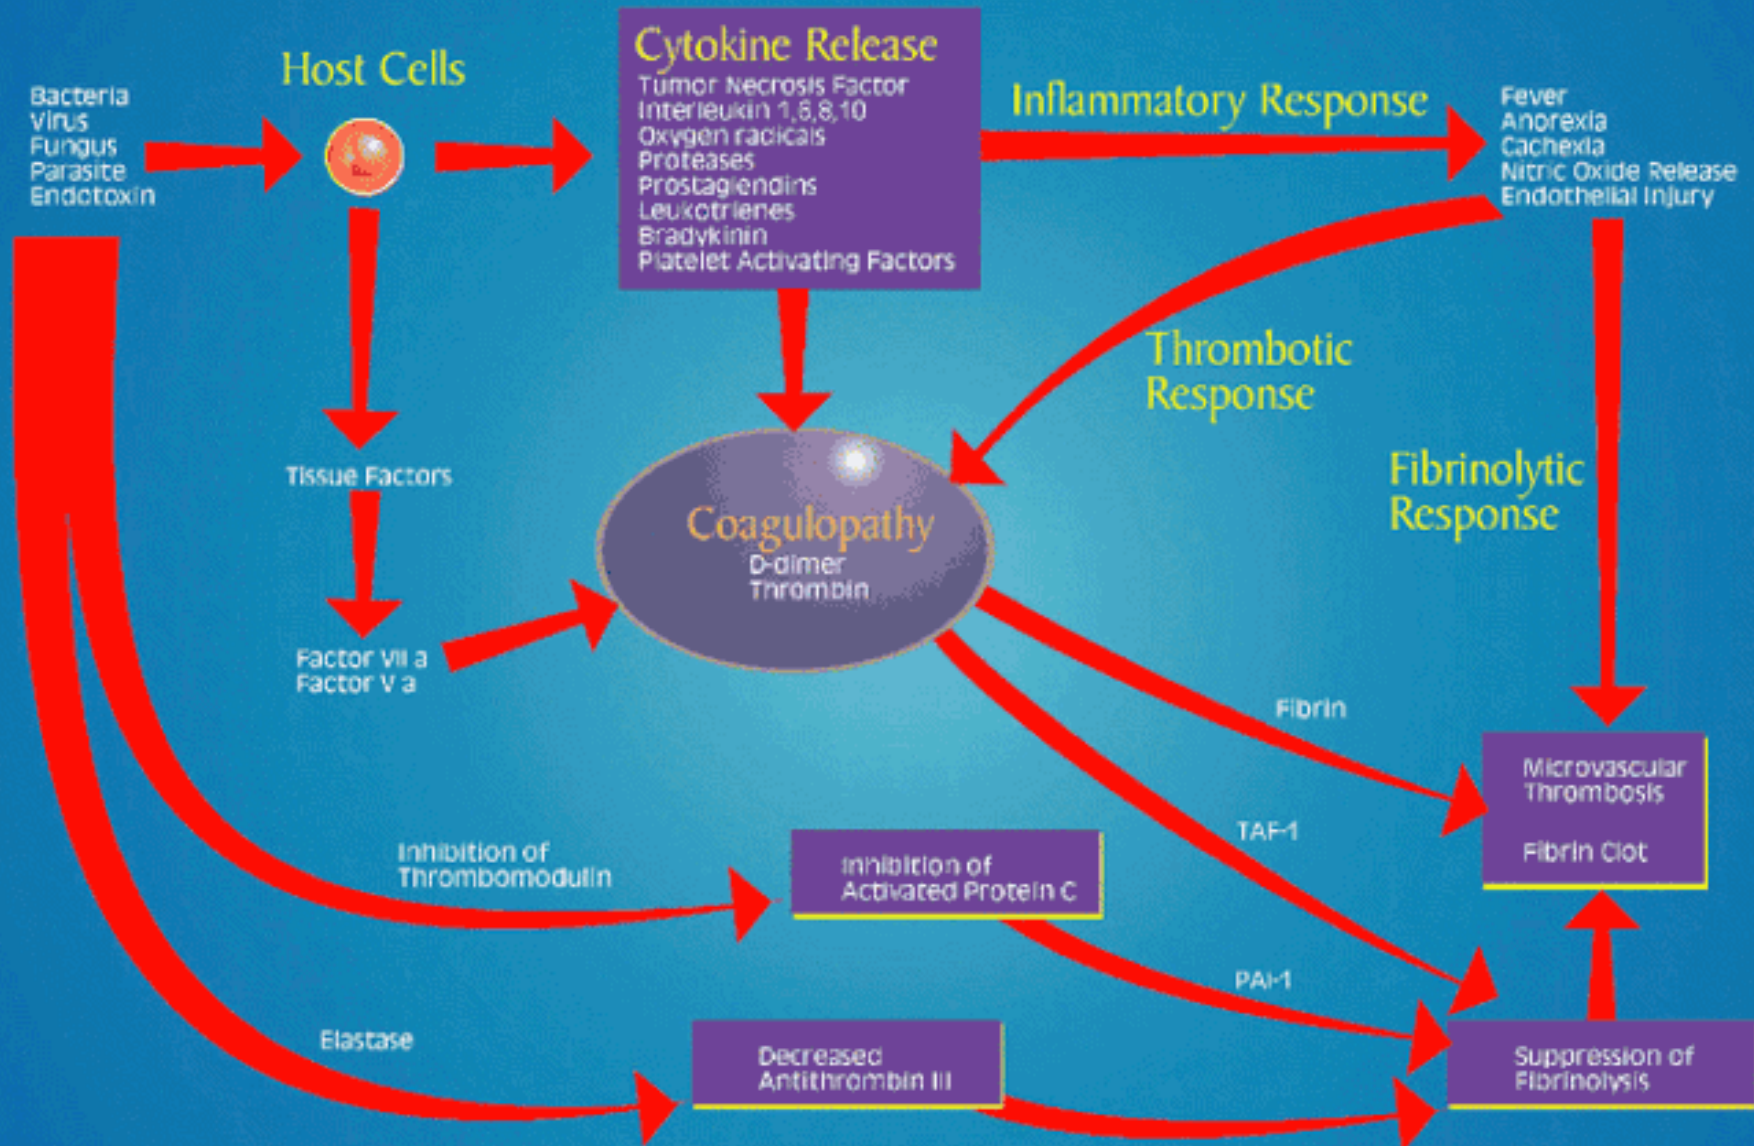 Bacteria
Virus
Fungus
Parasite
Endotoxin
Host Cells
Cytokine Release
Tumor Necrosis Factor
Interleukin 1,6,8,10
Oxygen radicals
Proteases
Prostaglendins
Leukotrienes
Bradykinin
Platelet Activating Factors
Inflammatory Response
Fever
Anorexia
Cachexia
Nitric Oxide Release
Endothelial Injury
Thrombotic
Response
Fibrinolytic
Response
Tissue Factors
Coagulopathy
D-dimer
Thrombin
Factor VII a
Factor V a
Fibrin
Microvascular
Thrombosis
Fibrin Clot
TAF-1
Inhibition of
Thrombomodulin
Inhibition of
Activated Protein C
PAI-1
Elastase
Decreased
Antithrombin III
Suppression of
Fibrinolysis